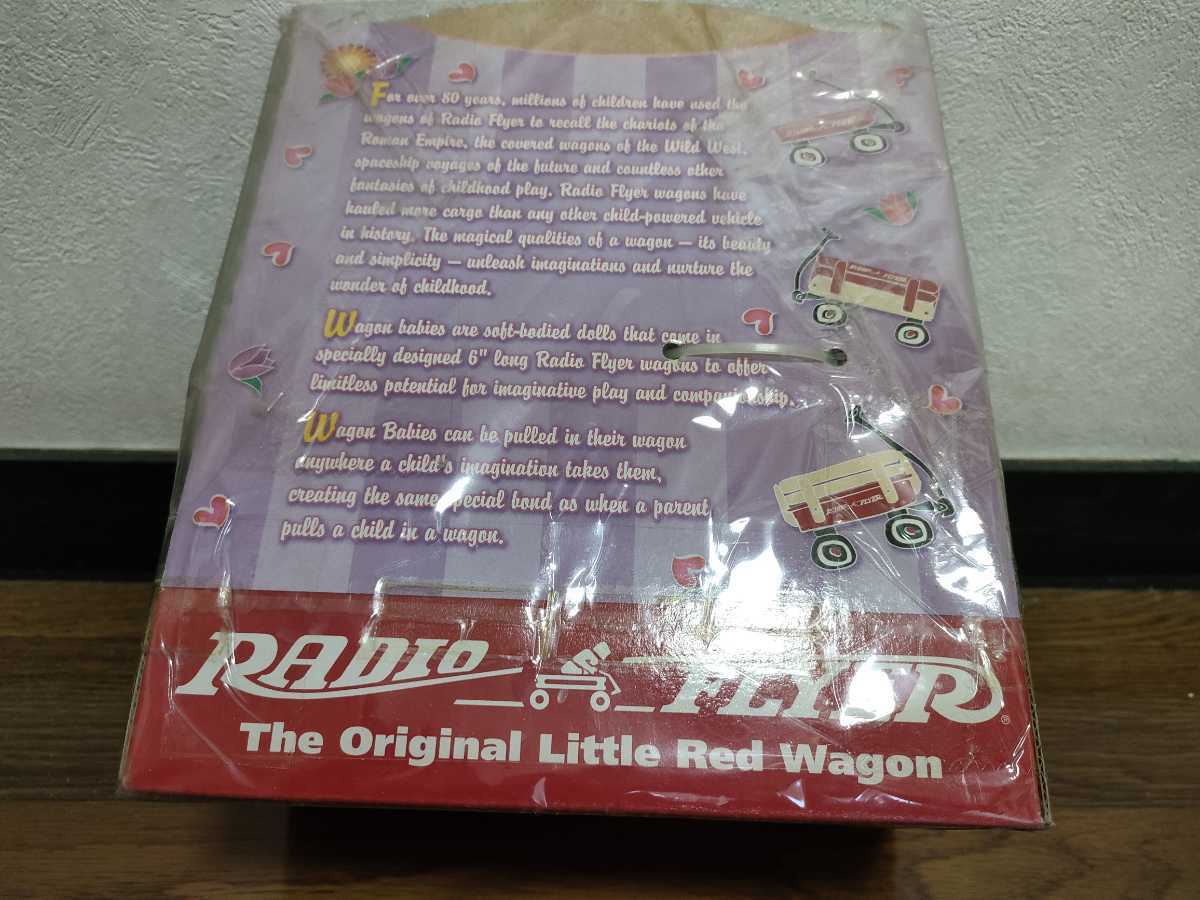 For over 80 years, millions of children have used the
wagons of Radio Flyer to recall the chariots of the
Roman Empire, the covered wagons of the Wild West,
spaceship voyages of the future and countless other
fantasies of childhood play. Radio Flyer wagons have
hauled more cargo than any other child-powered vehicle
in history. The magical qualities of a wagon — its beauty
and simplicity — unleash imaginations and nurture the
wonder of childhood.
Wagon babies are soft-bodied dolls that come in
specially designed 6" long Radio Flyer wagons to offer
limitless potential for imaginative play and companionship.
Wagon Babies can be pulled in their wagon
anywhere a child's imagination takes them,
creating the same special bond as when a parent
pulls a child in a wagon.
RADIO FLYER
RADIO FLYER
RADIO FLYER
RADIO FLYER®
The Original Little Red Wagon